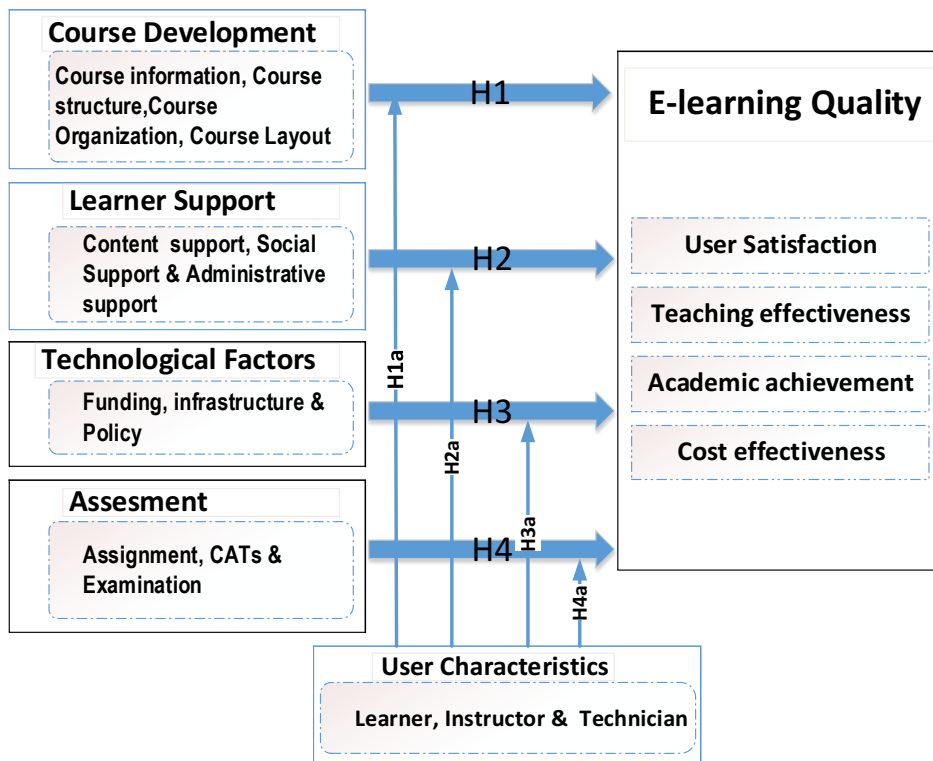 Course Development
Course information, Course
structure,Course
Organization, Course Layout
H1
E-learning Quality
Learner Support
Content support, Social
Support & Administrative
support
H2
User Satisfaction
Teaching effectiveness
Technological Factors
Funding, infrastructure &
Policy
H1a
H3
Academic achievement
H2a
Cost effectiveness
Assesment
Assignment, CATs &
Examination
H3a
H4
H4a
User Characteristics
Learner, Instructor & Technician